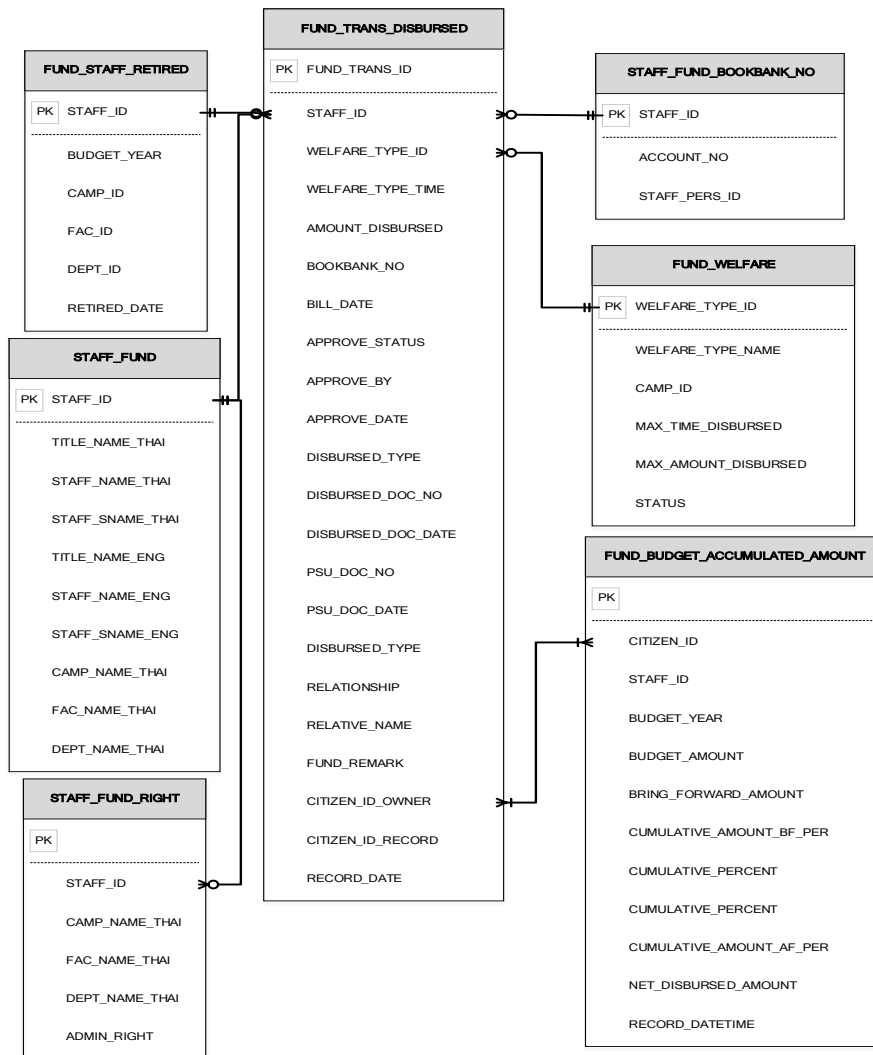 FUND_STAFF_RETIRED
PK STAFF_ID
BUDGET_YEAR
CAMP_ID
FAC_ID
DEPT_ID
RETIRED_DATE
STAFF_FUND
PK STAFF_ID
TITLE_NAME_THAI
STAFF_NAME_THAI
STAFF_SNAME_THAI
TITLE_NAME_ENG
STAFF_NAME_ENG
STAFF_SNAME_ENG
CAMP_NAME_THAI
FAC_NAME_THAI
DEPT_NAME_THAI
STAFF_FUND_RIGHT
PK
STAFF_ID
CAMP_NAME_THAI
FAC_NAME_THAI
DEPT_NAME_THAI
ADMIN_RIGHT
FUND_TRANS_DISBURSED
PK FUND_TRANS_ID
STAFF_ID
WELFARE_TYPE_ID
WELFARE_TYPE_TIME
AMOUNT_DISBURSED
BOOKBANK_NO
BILL_DATE
APPROVE_STATUS
APPROVE_BY
APPROVE_DATE
DISBURSED_TYPE
DISBURSED_DOC_NO
DISBURSED_DOC_DATE
PSU_DOC_NO
PSU_DOC_DATE
DISBURSED_TYPE
RELATIONSHIP
RELATIVE_NAME
FUND_REMARK
CITIZEN_ID_OWNER
CITIZEN_ID_RECORD
RECORD_DATE
STAFF_FUND_BOOKBANK_NO
PK STAFF_ID
ACCOUNT_NO
STAFF_PERS_ID
FUND_WELFARE
PK WELFARE_TYPE_ID
WELFARE_TYPE_NAME
CAMP_ID
MAX_TIME_DISBURSED
MAX_AMOUNT_DISBURSED
STATUS
FUND_BUDGET_ACCUMULATED_AMOUNT
PK
CITIZEN_ID
STAFF_ID
BUDGET_YEAR
BUDGET_AMOUNT
BRING_FORWARD_AMOUNT
CUMULATIVE_AMOUNT_BF_PER
CUMULATIVE_PERCENT
CUMULATIVE_PERCENT
CUMULATIVE_AMOUNT_AF_PER
NET_DISBURSED_AMOUNT
RECORD_DATETIME